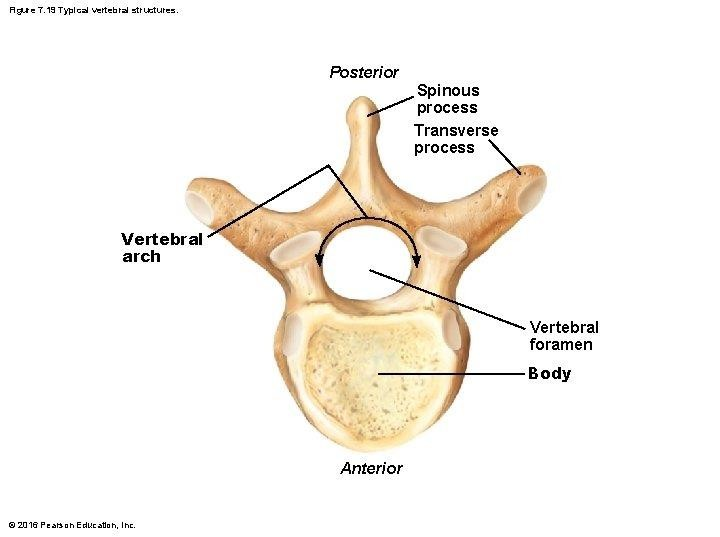 Figure 7.19 Typical vertebral structures.
Posterior
Spinous
process
Transverse
process
Vertebral
arch
Vertebral
foramen
Body
Anterior
© 2016 Pearson Education, Inc.